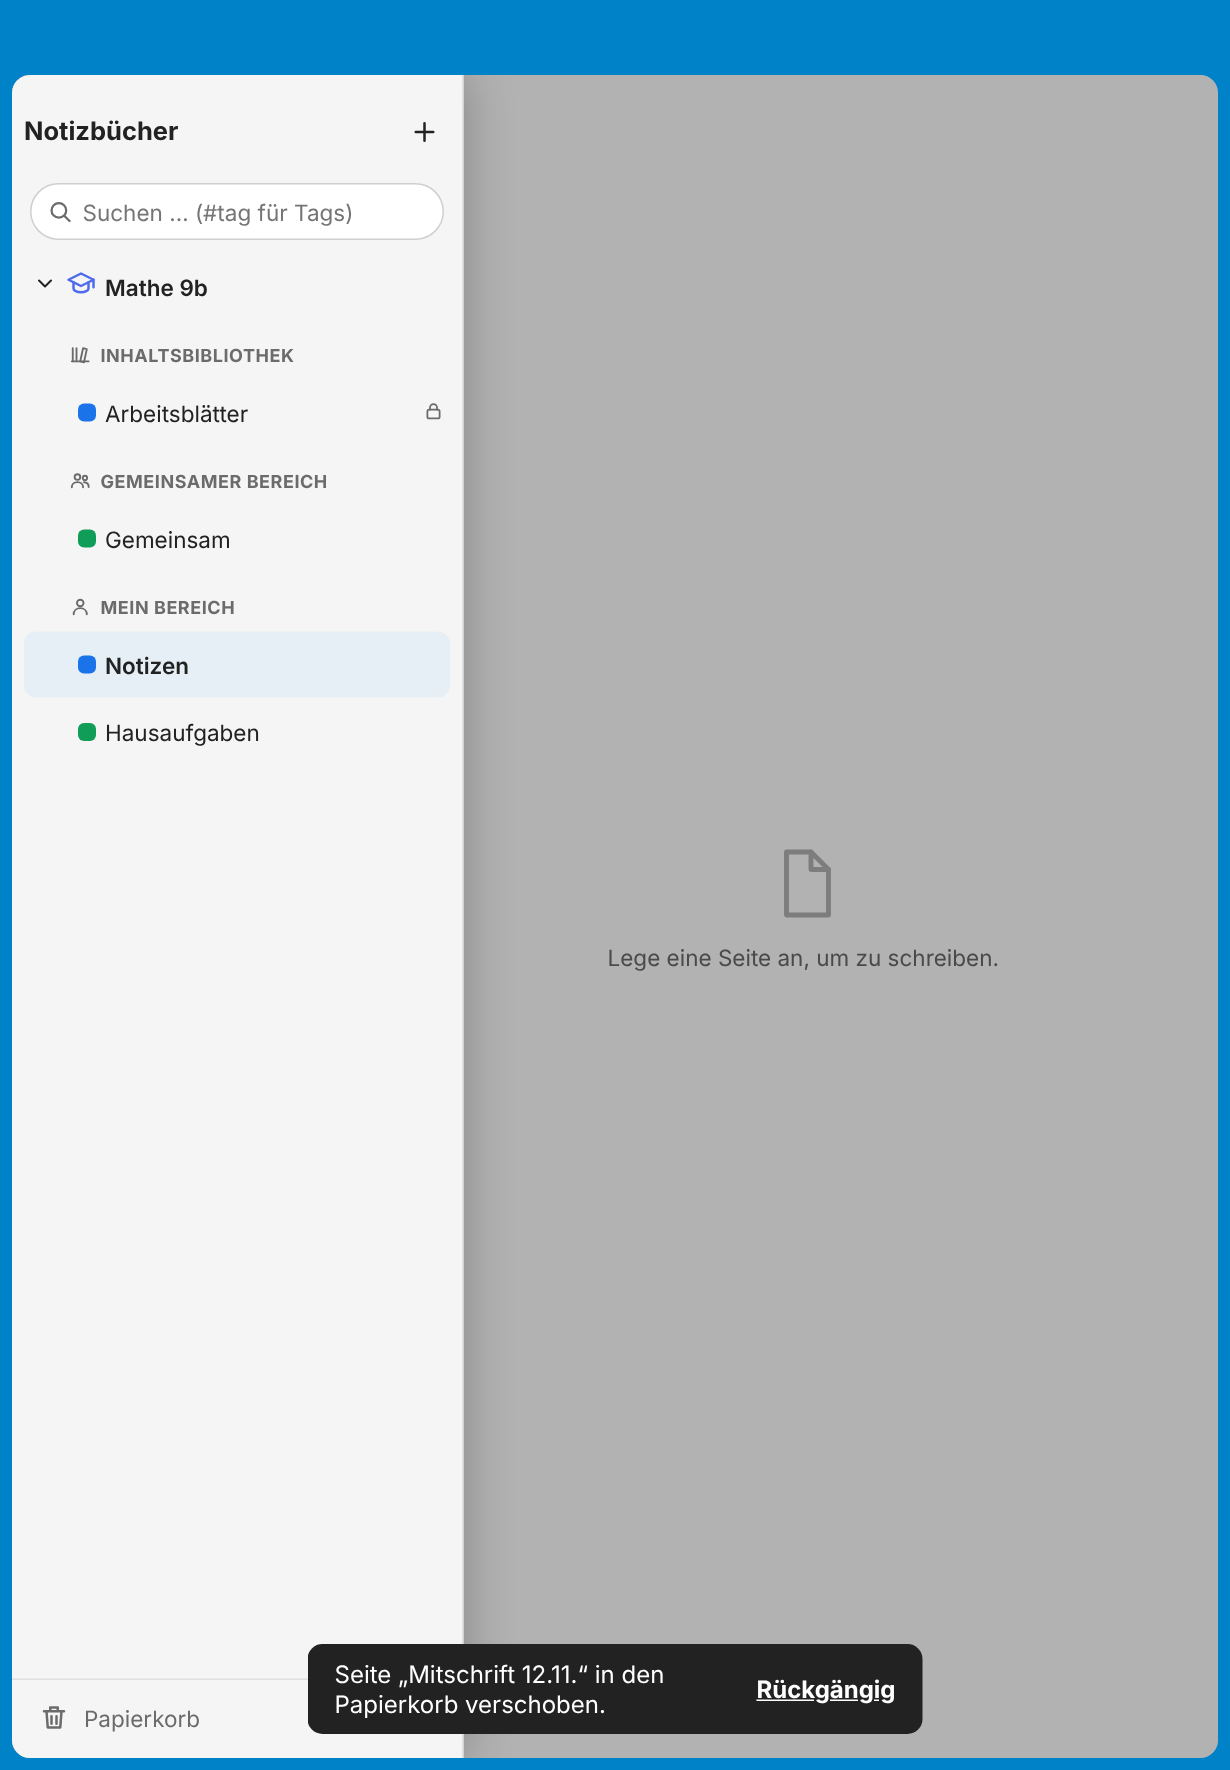 Notizbücher
Suchen ... (#tag für Tags)
Mathe 9b
INHALTSBIBLIOTHEK
Arbeitsblätter
GEMEINSAMER BEREICH
Gemeinsam
MEIN BEREICH
Notizen
Hausaufgaben
Lege eine Seite an, um zu schreiben.
Seite „Mitschrift 12.11.“ in den
Papierkorb verschoben.
Rückgängig
Papierkorb